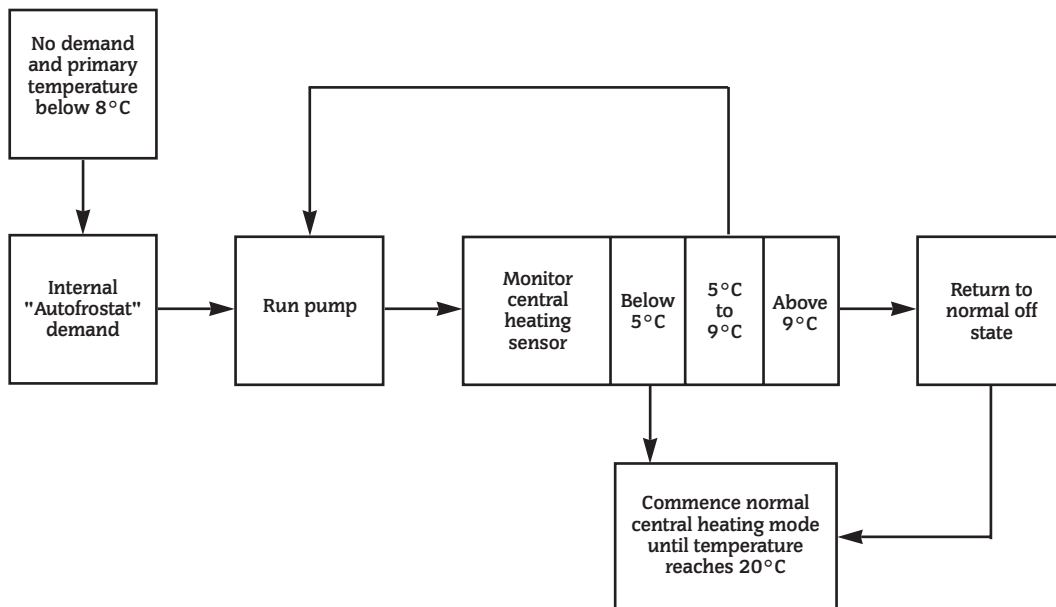 No demand
and primary
temperature
below 8°C
Internal
"Autofrostat"
demand
Run pump
Monitor
central
heating
sensor
Below
5°C
5°C
to
9°C
Above
9°C
Return to
normal off
state
Commence normal
central heating mode
until temperature
reaches 20°C